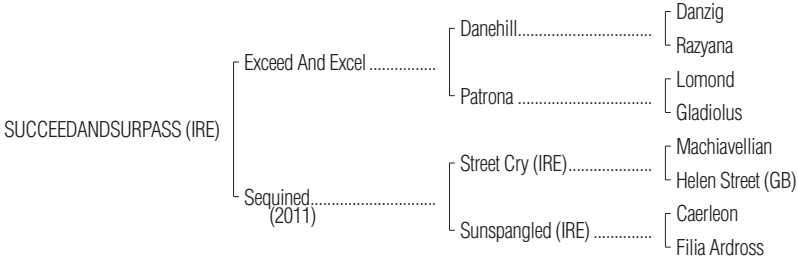 Danzig
Danehill
Razyana
Exceed And Excel
Lomond
Patrona
Gladiolus
SUCCEEDANDSURPASS (IRE)
Machiavellian
Street Cry (IRE)
Helen Street (GB)
Sequined
(2011)
Caerleon
Sunspangled (IRE)
Filia Ardross